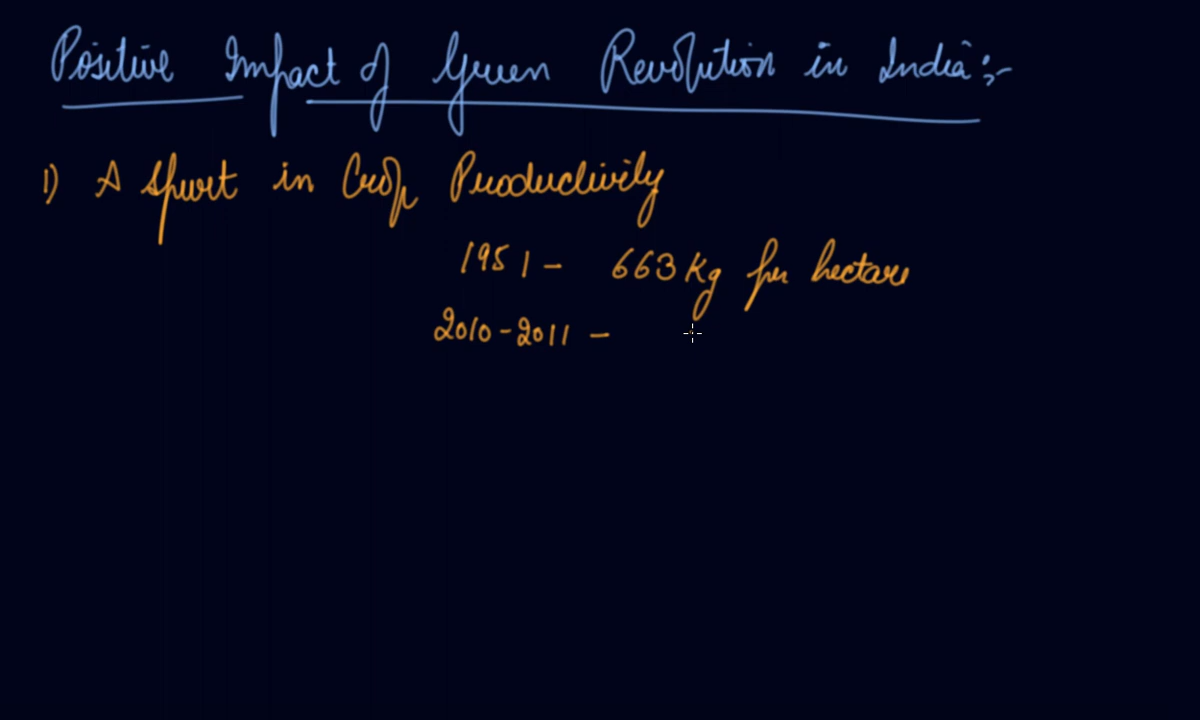 Positive Impact of Green Revolution in India :-
1) A Spurt in Crop Productivity
1951 - 663 Kg per hectare
2010-2011 -